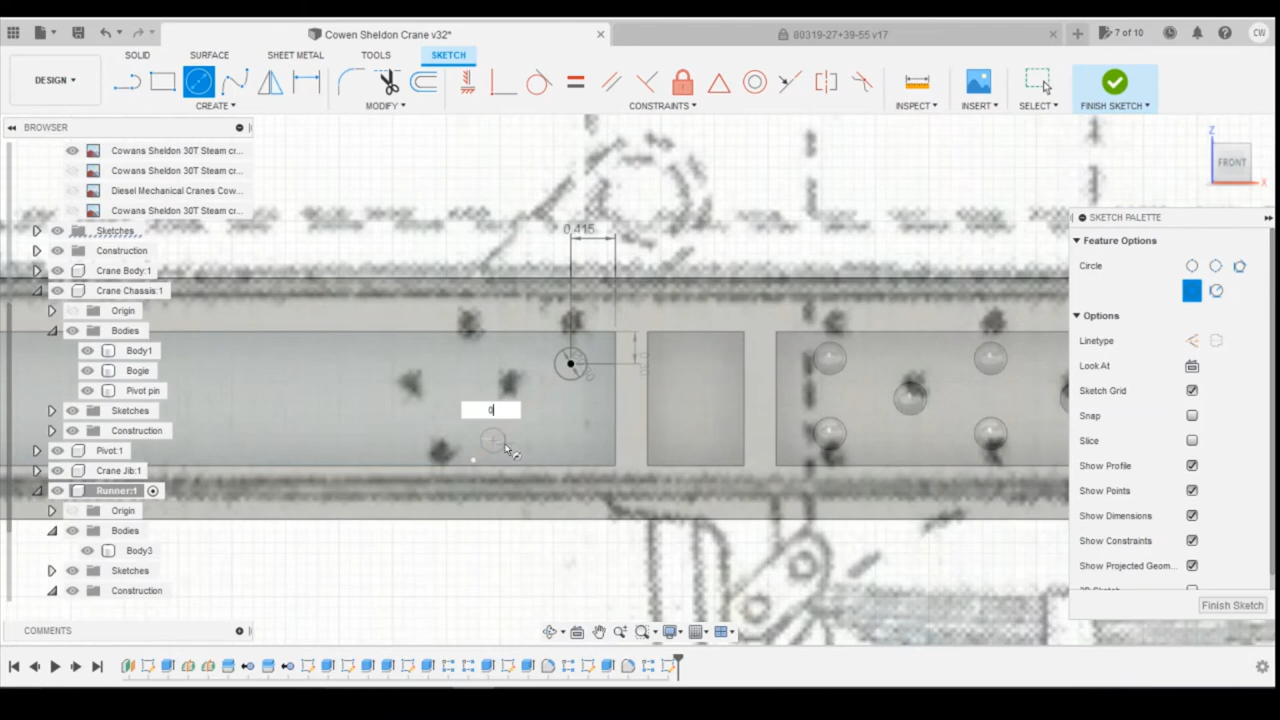 Cowen Sheldon Crane v32*
80319-27+39-55 v17
7 of 10
CW
SOLID
SURFACE
SHEET METAL
TOOLS
SKETCH
DESIGN
CREATE
MODIFY
CONSTRAINTS
INSPECT
INSERT
SELECT
FINISH SKETCH
BROWSER
Cowans Sheldon 30T Steam cr...
Cowans Sheldon 30T Steam cr...
Diesel Mechanical Cranes Cow...
Cowans Sheldon 30T Steam cr...
Sketches
Construction
Crane Body:1
Crane Chassis:1
Origin
Bodies
Body1
Bogie
Pivot pin
Sketches
Construction
Pivot:1
Crane Jib:1
Runner:1
Origin
Bodies
Body3
Sketches
Construction
COMMENTS
0.415
0
Z
FRONT
X
SKETCH PALETTE
Feature Options
Circle
Options
Linetype
Look At
Sketch Grid
Snap
Slice
Show Profile
Show Points
Show Dimensions
Show Constraints
Show Projected Geom...
Finish Sketch